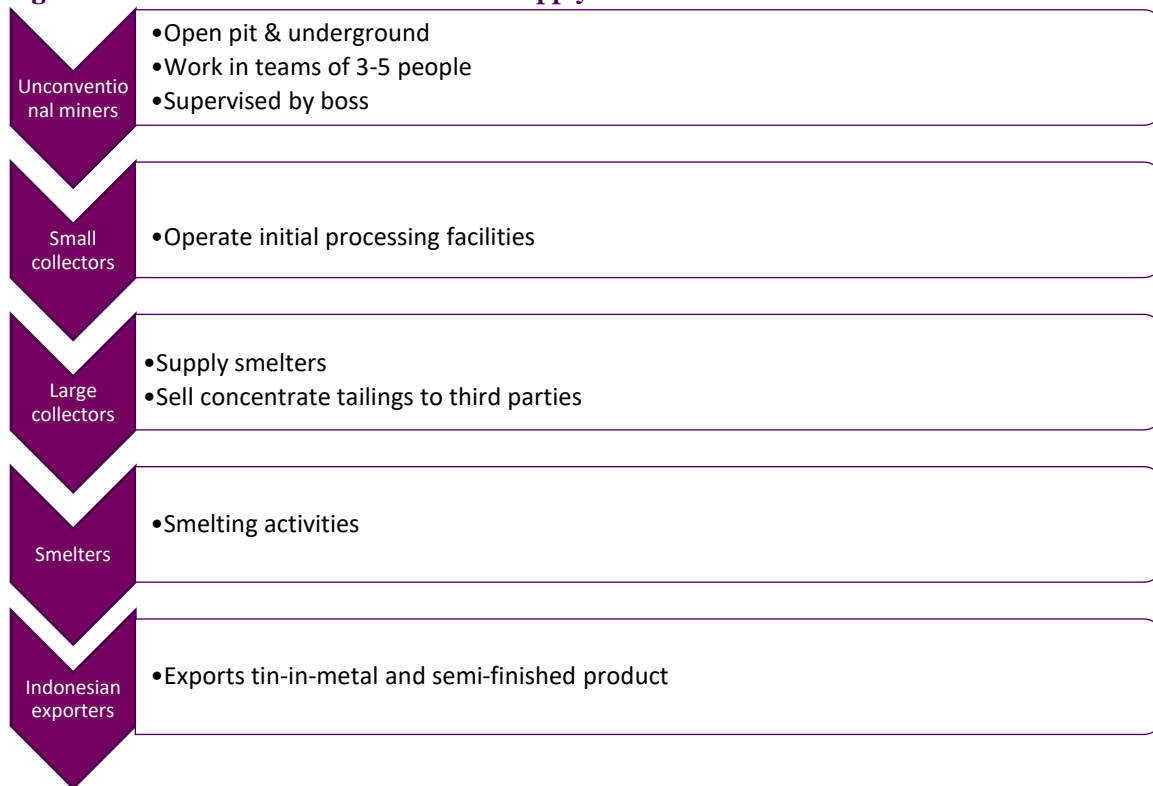 Unconventio
nal miners
•Open pit & underground
•Work in teams of 3-5 people
•Supervised by boss
Small
collectors
•Operate initial processing facilities
Large
collectors
•Supply smelters
•Sell concentrate tailings to third parties
Smelters
•Smelting activities
Indonesian
exporters
•Exports tin-in-metal and semi-finished product